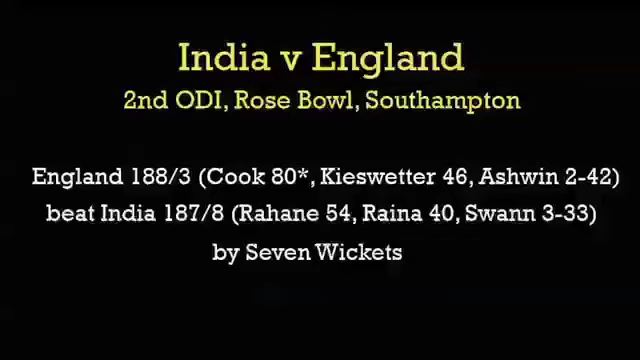 India v England
2nd ODI, Rose Bowl, Southampton
England 188/3 (Cook 80*, Kieswetter 46, Ashwin 2-42)
beat India 187/8 (Rahane 54, Raina 40, Swann 3-33)
by Seven Wickets